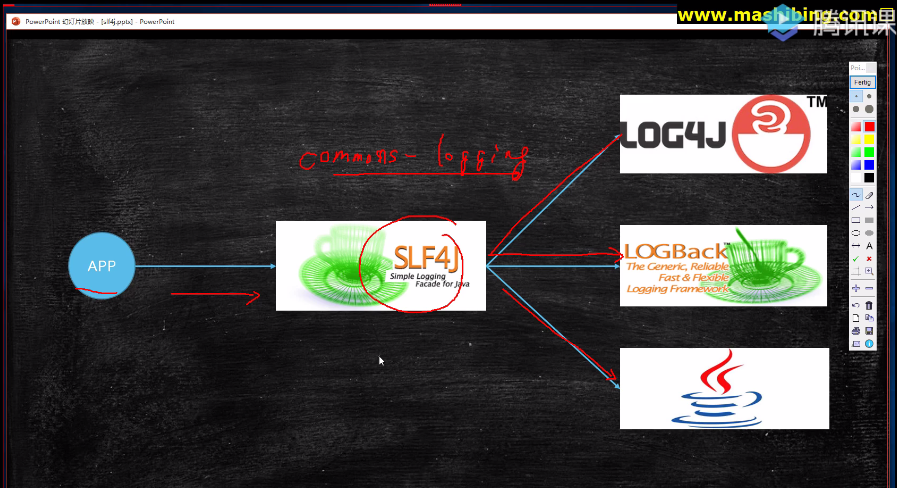 PowerPoint 幻灯片放映 - [slf4j.pptx] - PowerPoint
www.mashibing.com
腾讯课
Fertig
TM
LOG4J
commons - logging
APP
SLF4J
Simple Logging
Facade for Java
LOGBack™
The Generic, Reliable
Fast & Flexible
Logging Framework
A